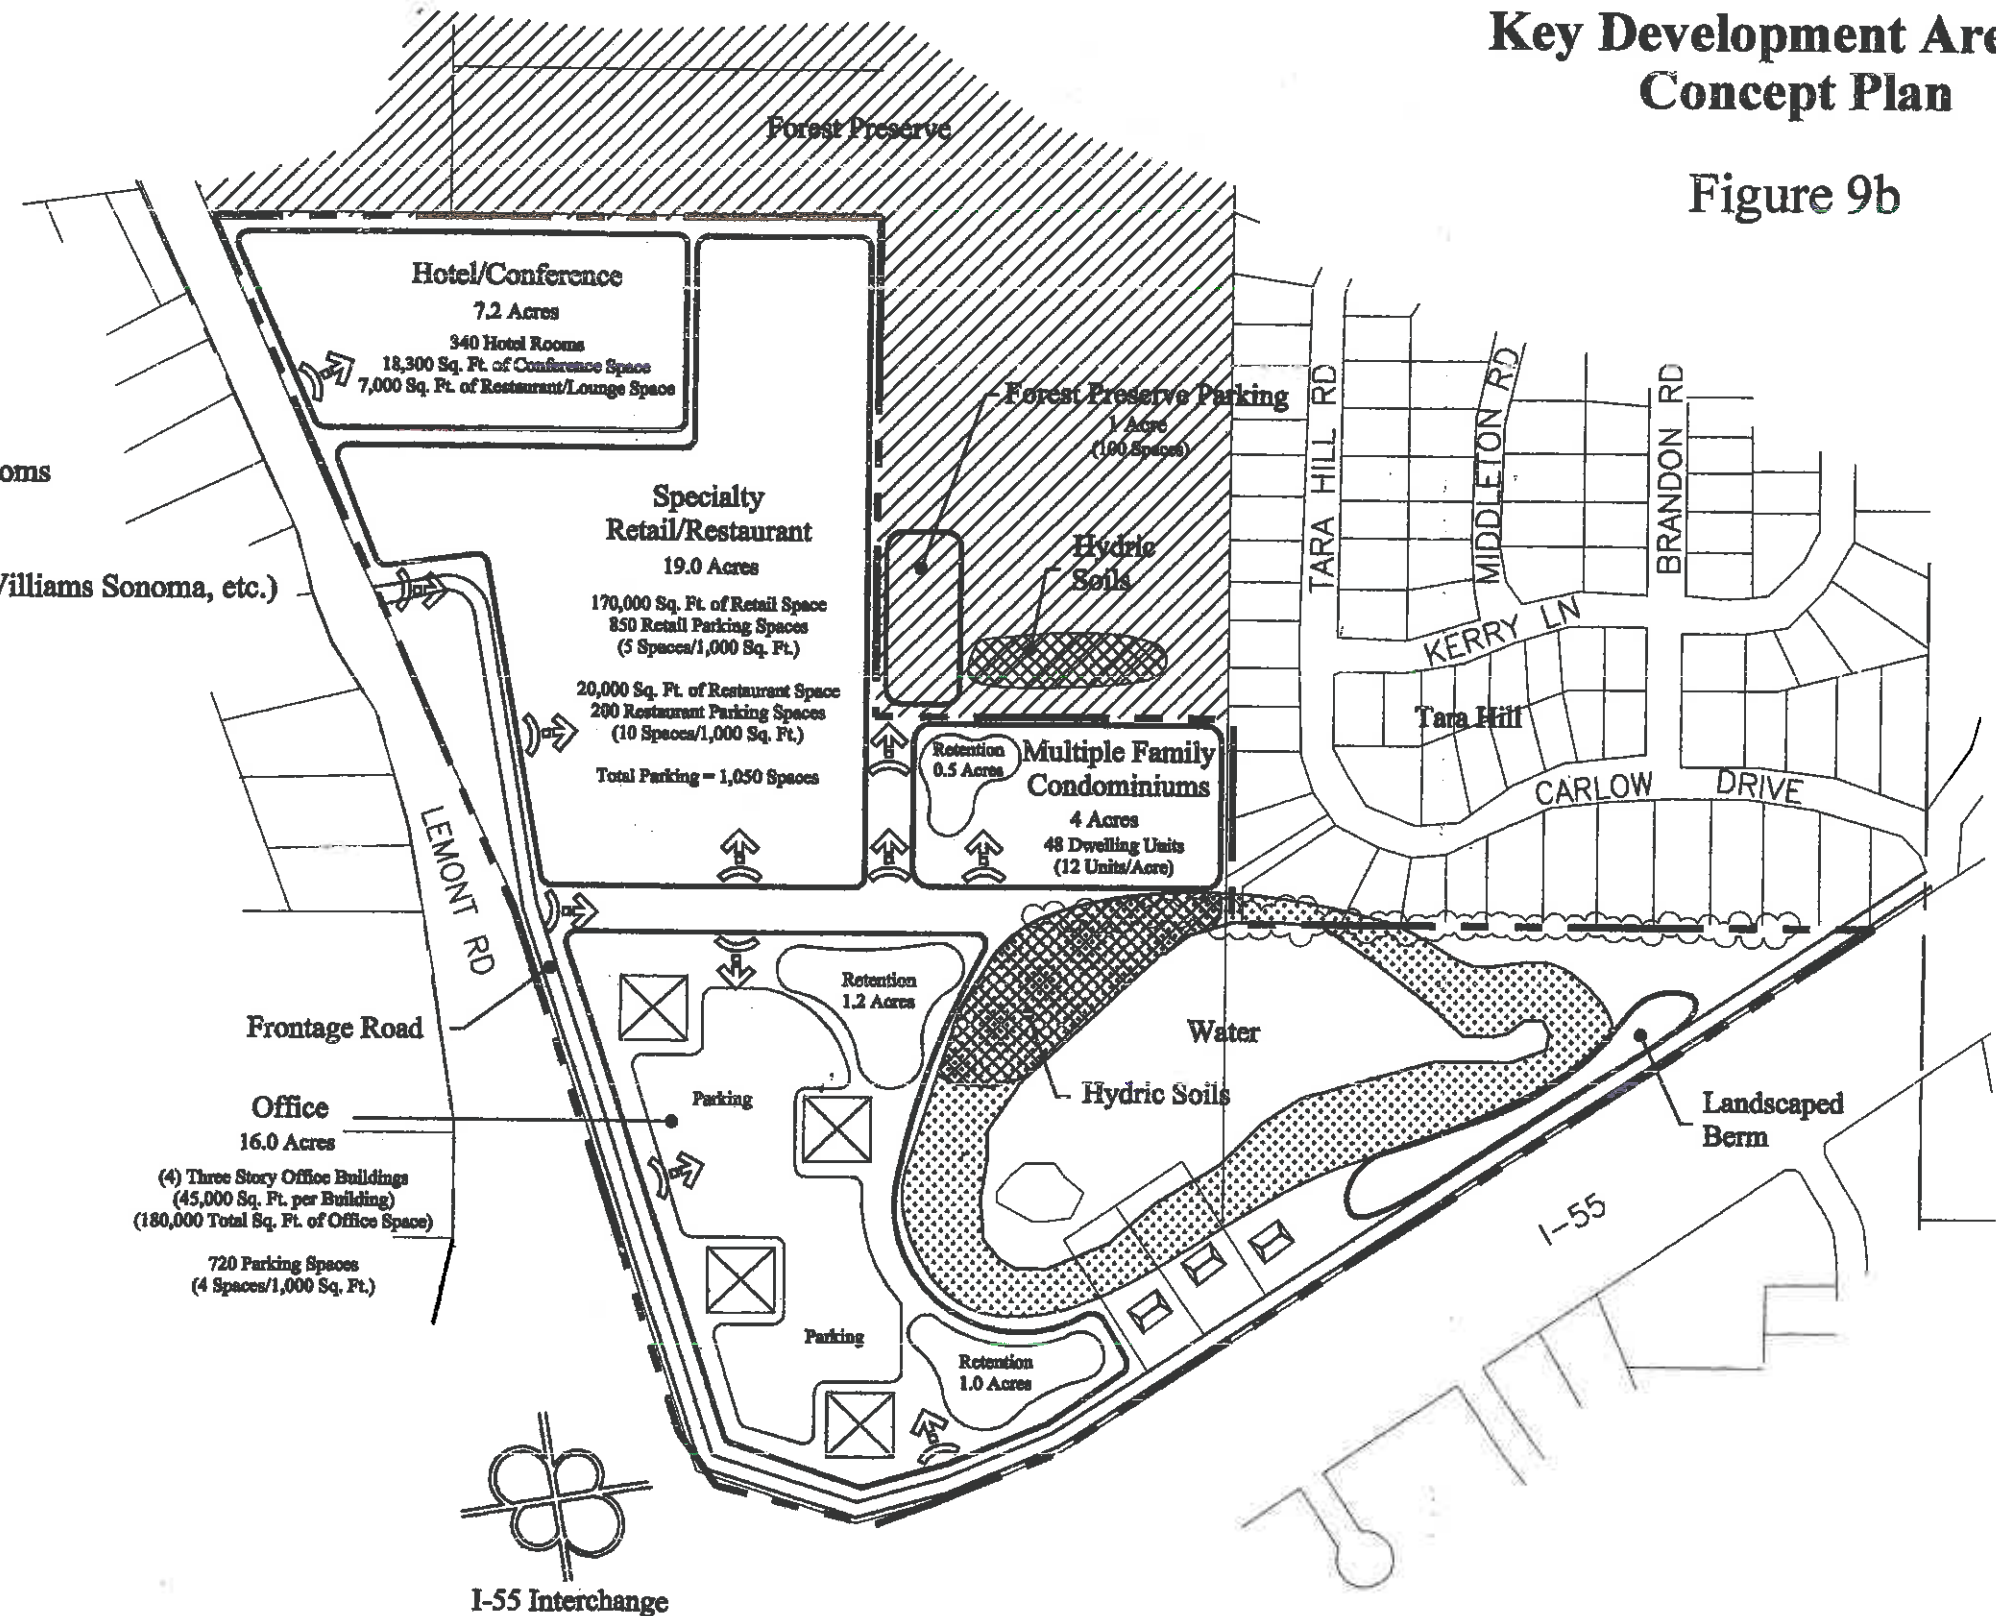 Key Development Are
Concept Plan
Figure 9b
Forest Preserve
Hotel/Conference
7.2 Acres
340 Hotel Rooms
18,300 Sq. Ft. of Conference Space
7,000 Sq. Ft. of Restaurant/Lounge Space
Forest Preserve Parking
1 Acre
(100 Spaces)
ooms
Specialty
Retail/Restaurant
19.0 Acres
170,000 Sq. Ft. of Retail Space
850 Retail Parking Spaces
(5 Spaces/1,000 Sq. Ft.)
20,000 Sq. Ft. of Restaurant Space
200 Restaurant Parking Spaces
(10 Spaces/1,000 Sq. Ft.)
Total Parking = 1,050 Spaces
Hydric
Soils
Villiams Sonoma, etc.)
TARA HILL RD
MIDDLETON RD
BRANDON RD
KERRY LN
Tara Hill
CARLOW DRIVE
Retention
0.5 Acres
Multiple Family
Condominiums
4 Acres
48 Dwelling Units
(12 Units/Acre)
LEMONT RD
Frontage Road
Retention
1.2 Acres
Water
Hydric Soils
Parking
Landscaped
Berm
Office
16.0 Acres
(4) Three Story Office Buildings
(45,000 Sq. Ft. per Building)
(180,000 Total Sq. Ft. of Office Space)
720 Parking Spaces
(4 Spaces/1,000 Sq. Ft.)
I-55
Parking
Retention
1.0 Acres
I-55 Interchange